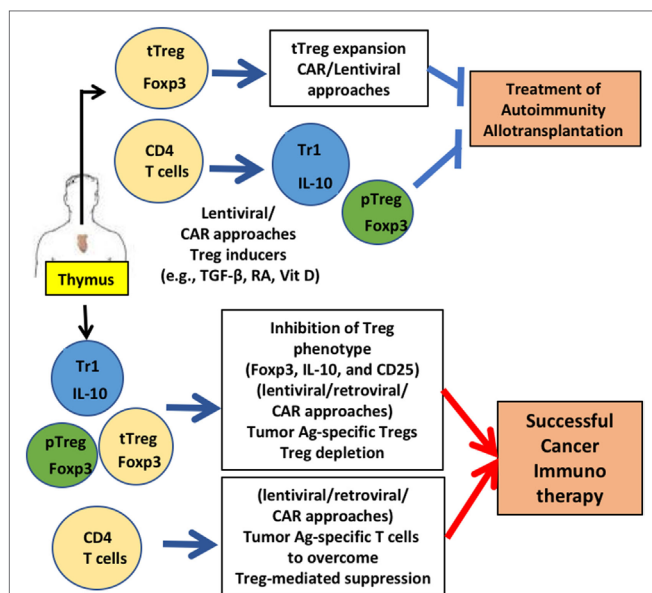 tTreg
Foxp3
tTreg expansion
CAR/Lentiviral
approaches
Treatment of
Autoimmunity
Allotransplantation
CD4
T cells
Tr1
IL-10
pTreg
Foxp3
Lentiviral/
CAR approaches
Treg inducers
(e.g., TGF-β, RA, Vit D)
Thymus
Tr1
IL-10
pTreg
Foxp3
tTreg
Foxp3
Inhibition of Treg
phenotype
(Foxp3, IL-10, and CD25)
(lentiviral/retroviral/
CAR approaches)
Tumor Ag-specific Tregs
Treg depletion
Successful
Cancer
Immuno
therapy
CD4
T cells
(lentiviral/retroviral/
CAR approaches)
Tumor Ag-specific T cells
to overcome
Treg-mediated suppression